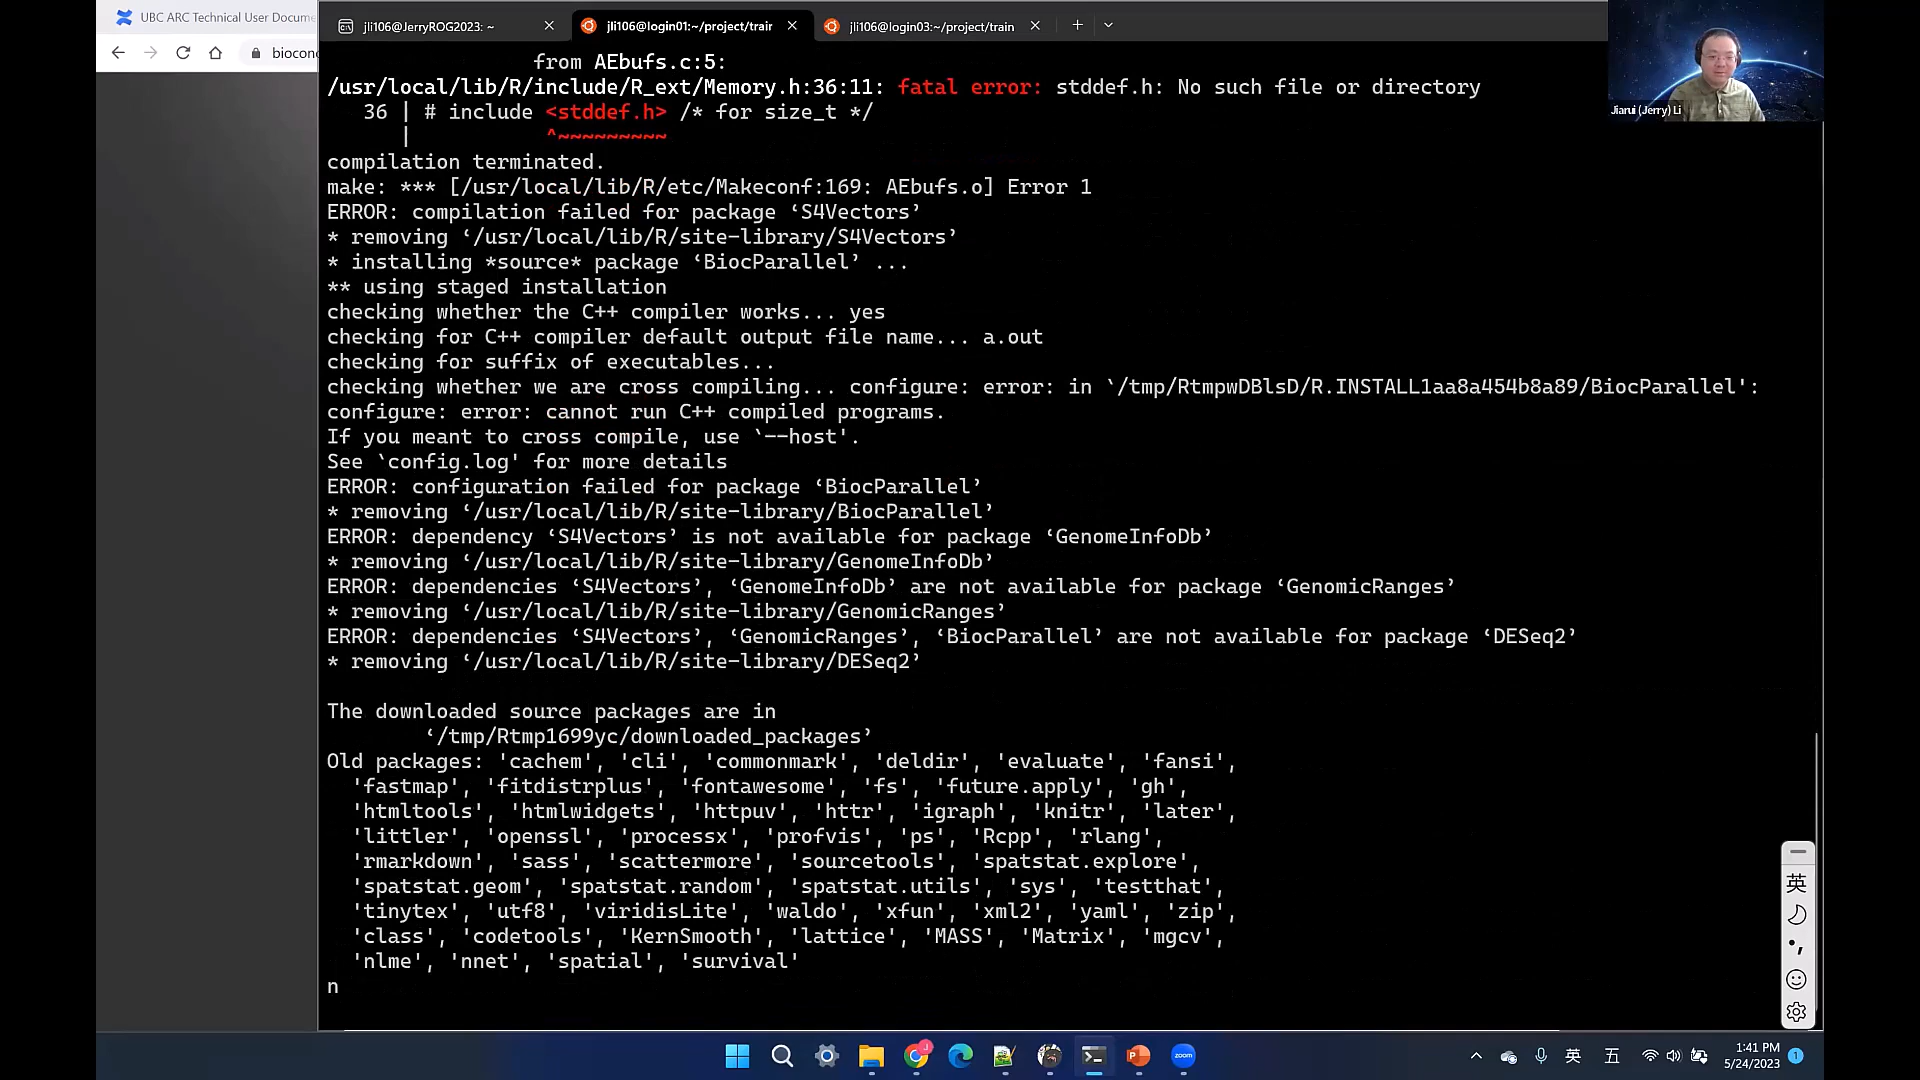 UBC ARC Technical User Docume
biocon
jli106@JerryROG2023: ~
jli106@login01:~/project/trair
jli106@login03:~/project/train
from AEbufs.c:5:
/usr/local/lib/R/include/R_ext/Memory.h:36:11: fatal error: stddef.h: No such file or directory
36 | # include <stddef.h> /* for size_t */
| ^~~~~~~~~~
compilation terminated.
make: *** [/usr/local/lib/R/etc/Makeconf:169: AEbufs.o] Error 1
ERROR: compilation failed for package ‘S4Vectors’
* removing ‘/usr/local/lib/R/site-library/S4Vectors’
* installing *source* package ‘BiocParallel’ ...
** using staged installation
checking whether the C++ compiler works... yes
checking for C++ compiler default output file name... a.out
checking for suffix of executables...
checking whether we are cross compiling... configure: error: in `/tmp/RtmpwDBlsD/R.INSTALL1aa8a454b8a89/BiocParallel':
configure: error: cannot run C++ compiled programs.
If you meant to cross compile, use `--host'.
See `config.log' for more details
ERROR: configuration failed for package ‘BiocParallel’
* removing ‘/usr/local/lib/R/site-library/BiocParallel’
ERROR: dependency ‘S4Vectors’ is not available for package ‘GenomeInfoDb’
* removing ‘/usr/local/lib/R/site-library/GenomeInfoDb’
ERROR: dependencies ‘S4Vectors’, ‘GenomeInfoDb’ are not available for package ‘GenomicRanges’
* removing ‘/usr/local/lib/R/site-library/GenomicRanges’
ERROR: dependencies ‘S4Vectors’, ‘GenomicRanges’, ‘BiocParallel’ are not available for package ‘DESeq2’
* removing ‘/usr/local/lib/R/site-library/DESeq2’
The downloaded source packages are in
‘/tmp/Rtmp1699yc/downloaded_packages’
Old packages: 'cachem', 'cli', 'commonmark', 'deldir', 'evaluate', 'fansi',
'fastmap', 'fitdistrplus', 'fontawesome', 'fs', 'future.apply', 'gh',
'htmltools', 'htmlwidgets', 'httpuv', 'httr', 'igraph', 'knitr', 'later',
'littler', 'openssl', 'processx', 'profvis', 'ps', 'Rcpp', 'rlang',
'rmarkdown', 'sass', 'scattermore', 'sourcetools', 'spatstat.explore',
'spatstat.geom', 'spatstat.random', 'spatstat.utils', 'sys', 'testthat',
'tinytex', 'utf8', 'viridisLite', 'waldo', 'xfun', 'xml2', 'yaml', 'zip',
'class', 'codetools', 'KernSmooth', 'lattice', 'MASS', 'Matrix', 'mgcv',
'nlme', 'nnet', 'spatial', 'survival'
n
Jiarui (Jerry) Li
英
zoom
英
五
1:41 PM
5/24/2023
1